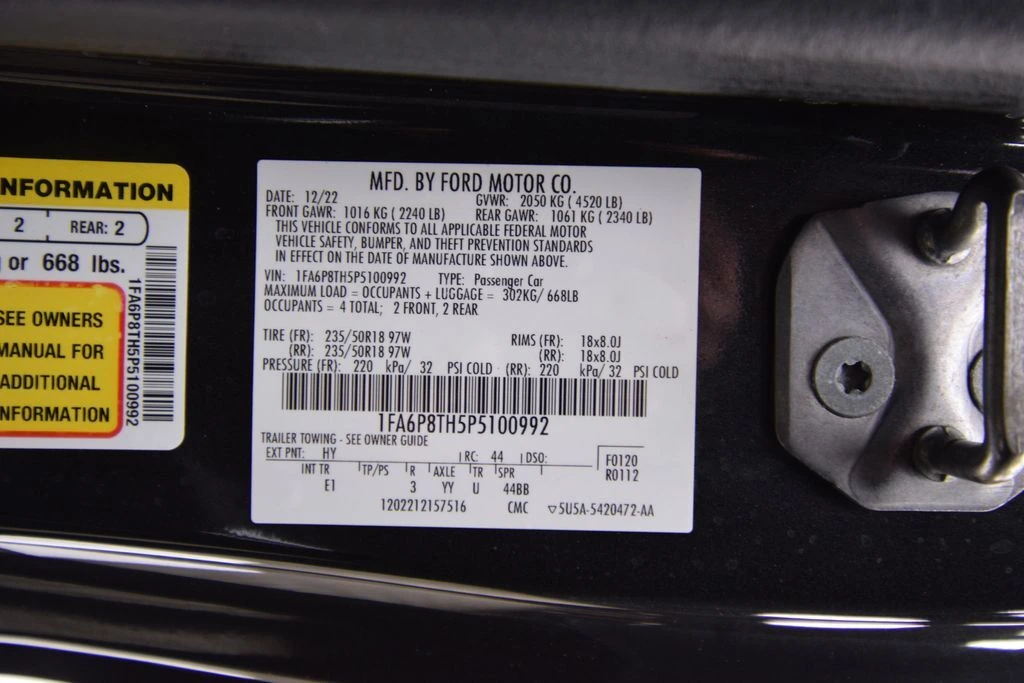 NFORMATION
2 REAR: 2
or 668 lbs.
SEE OWNERS
MANUAL FOR
ADDITIONAL
NFORMATION
1FA6P8TH5P5100992
MFD. BY FORD MOTOR CO.
DATE: 12/22 GVWR: 2050 KG ( 4520 LB)
FRONT GAWR: 1016 KG ( 2240 LB) REAR GAWR: 1061 KG ( 2340 LB)
THIS VEHICLE CONFORMS TO ALL APPLICABLE FEDERAL MOTOR
VEHICLE SAFETY, BUMPER, AND THEFT PREVENTION STANDARDS
IN EFFECT ON THE DATE OF MANUFACTURE SHOWN ABOVE.
VIN: 1FA6P8TH5P5100992 TYPE: Passenger Car
MAXIMUM LOAD = OCCUPANTS + LUGGAGE = 302KG/ 668LB
OCCUPANTS = 4 TOTAL; 2 FRONT, 2 REAR
TIRE (FR): 235/50R18 97W RIMS (FR): 18x8.0J
(RR): 235/50R18 97W (RR): 18x8.0J
PRESSURE (FR): 220 kPa/ 32 PSI COLD (RR): 220 kPa/ 32 PSI COLD
1FA6P8TH5P5100992
TRAILER TOWING - SEE OWNER GUIDE
EXT PNT: HY RC: 44 DSO: F0120
INT TR TP/PS R AXLE TR SPR R0112
E1 3 YY U 44BB
1202212157516 CMC ▽5U5A-5420472-AA